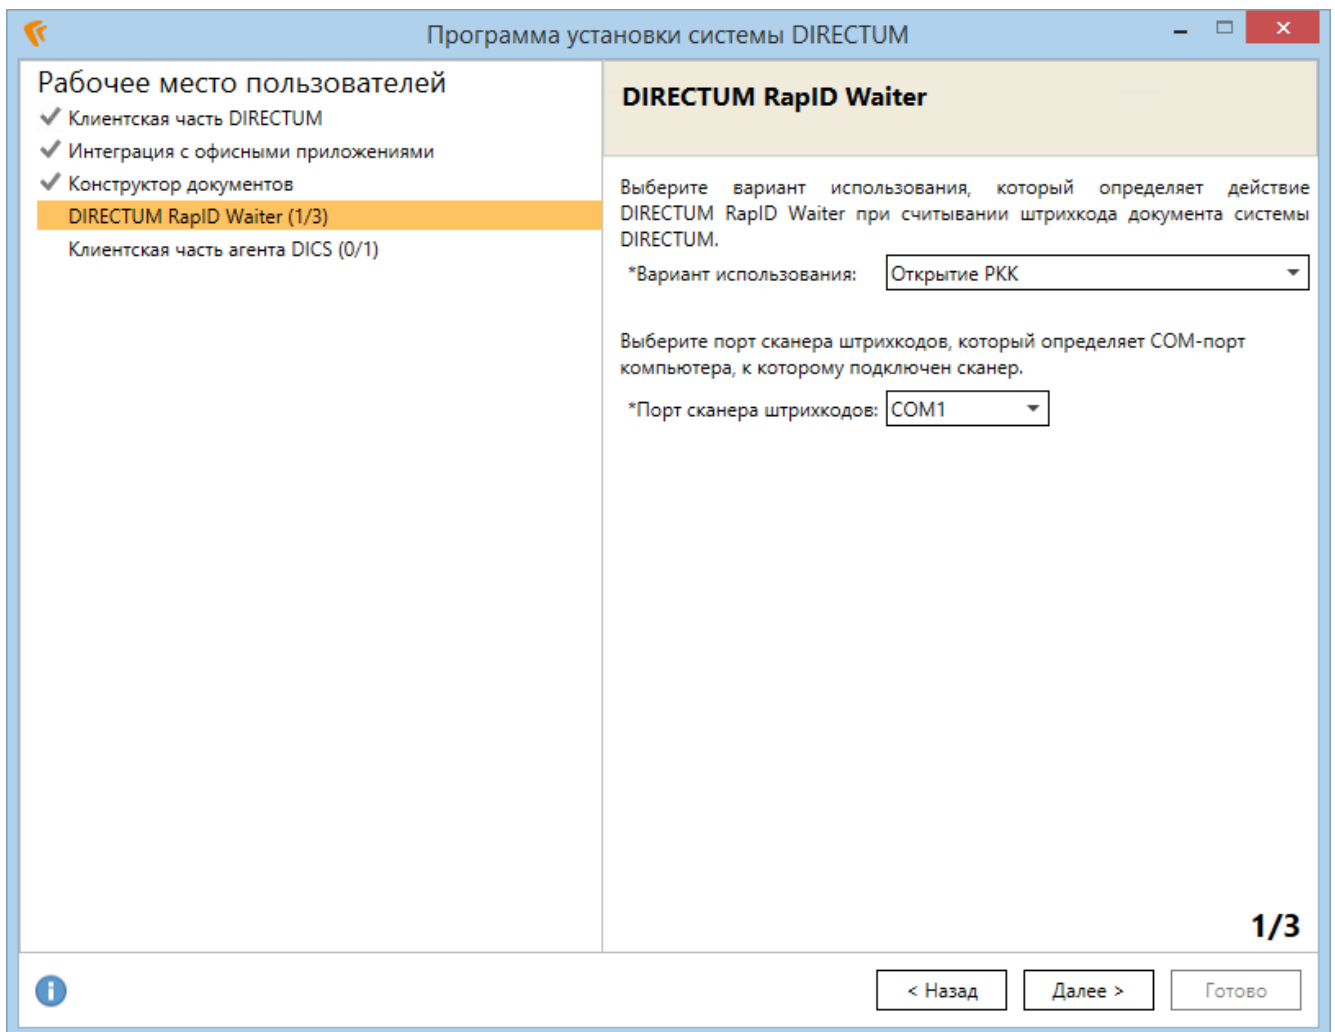 Программа установки системы DIRECTUM
Рабочее место пользователей
Клиентская часть DIRECTUM
Интеграция с офисными приложениями
Конструктор документов
DIRECTUM RapID Waiter (1/3)
Клиентская часть агента DICS (0/1)
DIRECTUM RapID Waiter
Выберите вариант использования, который определяет действие
DIRECTUM RapID Waiter при считывании штрихкода документа системы
DIRECTUM.
*Вариант использования: Открытие РКК
Выберите порт сканера штрихкодов, который определяет COM-порт
компьютера, к которому подключен сканер.
*Порт сканера штрихкодов: COM1
1/3
< Назад Далее > Готово